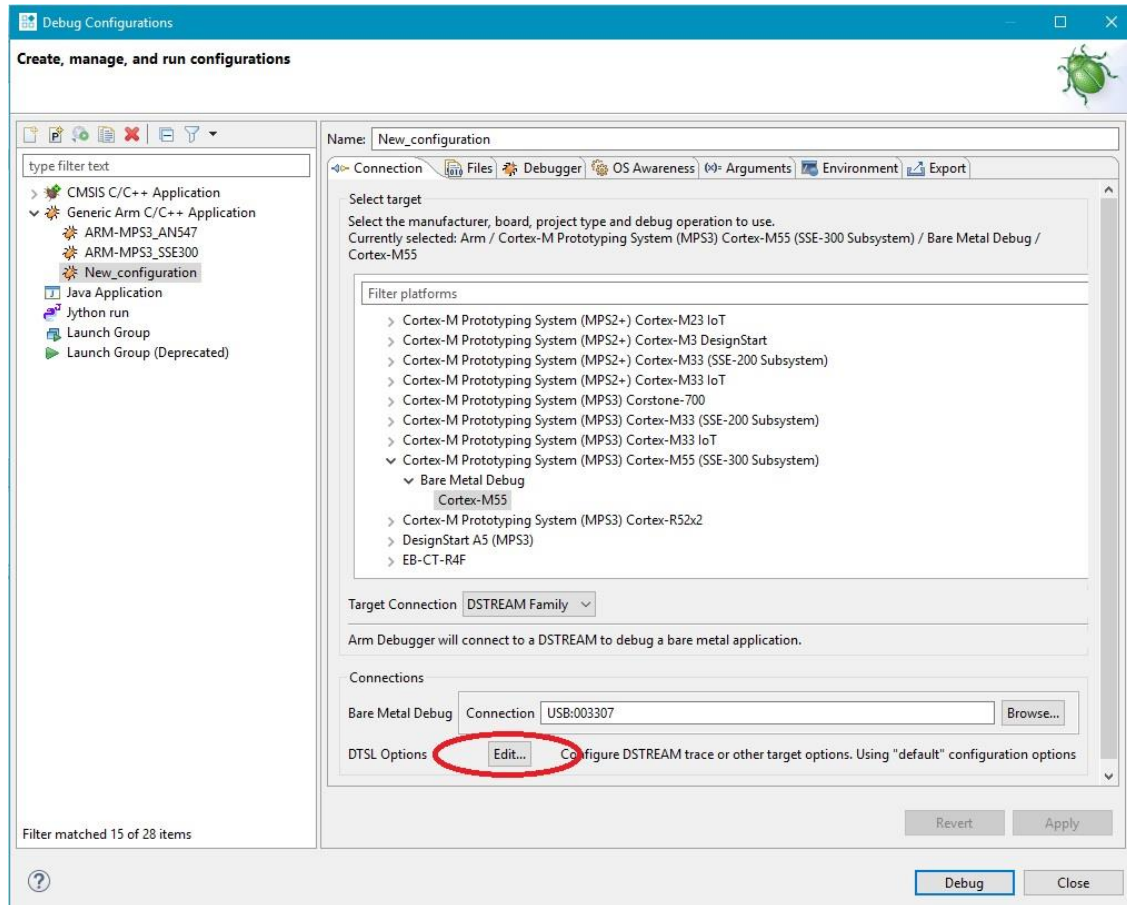 Debug Configurations
Create, manage, and run configurations
type filter text
CMSIS C/C++ Application
Generic Arm C/C++ Application
ARM-MPS3_AN547
ARM-MPS3_SSE300
New_configuration
Java Application
Jython run
Launch Group
Launch Group (Deprecated)
Filter matched 15 of 28 items
Name: New_configuration
Connection Files Debugger OS Awareness (x)= Arguments Environment Export
Select target
Select the manufacturer, board, project type and debug operation to use.
Currently selected: Arm / Cortex-M Prototyping System (MPS3) Cortex-M55 (SSE-300 Subsystem) / Bare Metal Debug /
Cortex-M55
Filter platforms
Cortex-M Prototyping System (MPS2+) Cortex-M23 IoT
Cortex-M Prototyping System (MPS2+) Cortex-M3 DesignStart
Cortex-M Prototyping System (MPS2+) Cortex-M33 (SSE-200 Subsystem)
Cortex-M Prototyping System (MPS2+) Cortex-M33 IoT
Cortex-M Prototyping System (MPS3) Corstone-700
Cortex-M Prototyping System (MPS3) Cortex-M33 (SSE-200 Subsystem)
Cortex-M Prototyping System (MPS3) Cortex-M33 IoT
Cortex-M Prototyping System (MPS3) Cortex-M55 (SSE-300 Subsystem)
Bare Metal Debug
Cortex-M55
Cortex-M Prototyping System (MPS3) Cortex-R52x2
DesignStart A5 (MPS3)
EB-CT-R4F
Target Connection DSTREAM Family
Arm Debugger will connect to a DSTREAM to debug a bare metal application.
Connections
Bare Metal Debug Connection USB:003307 Browse...
DTSL Options Edit... Configure DSTREAM trace or other target options. Using "default" configuration options
Revert Apply
? Debug Close